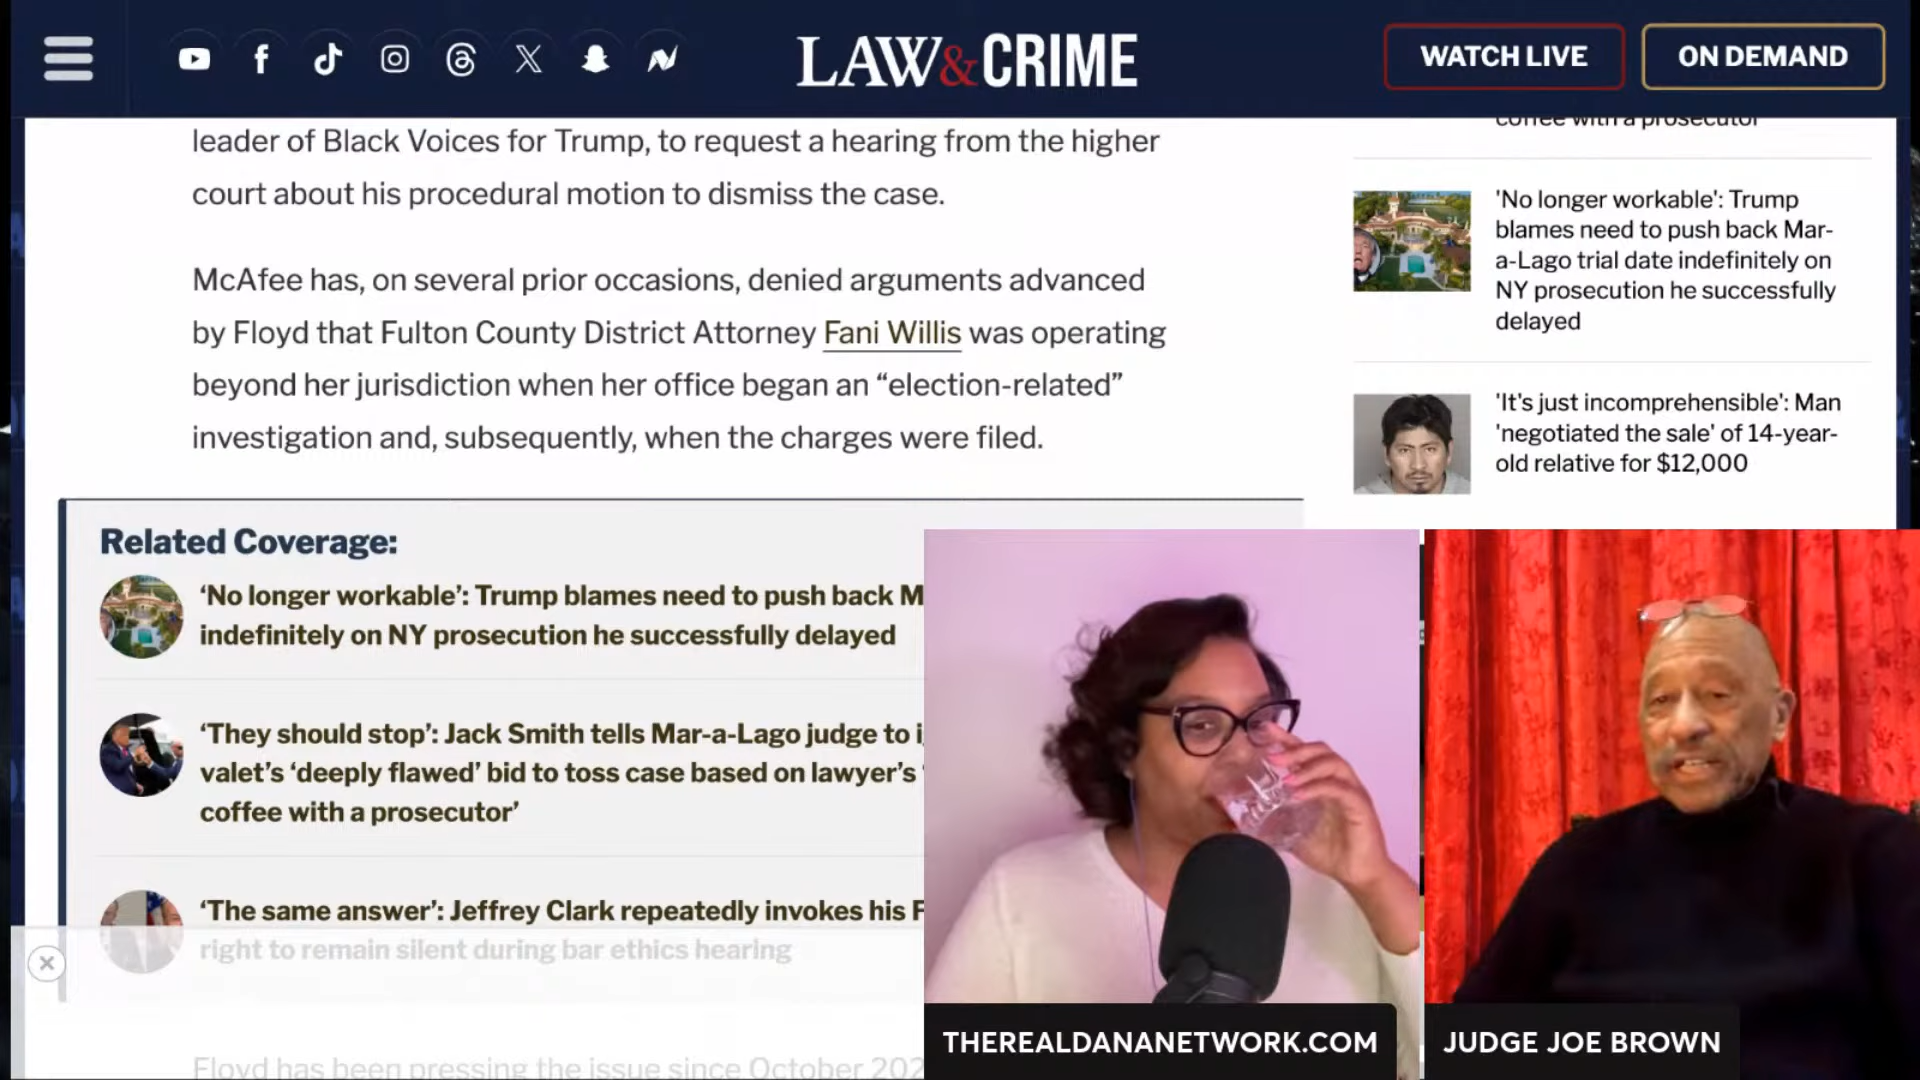 LAW&CRIME
WATCH LIVE
ON DEMAND
leader of Black Voices for Trump, to request a hearing from the higher
court about his procedural motion to dismiss the case.
McAfee has, on several prior occasions, denied arguments advanced
by Floyd that Fulton County District Attorney Fani Willis was operating
beyond her jurisdiction when her office began an “election-related”
investigation and, subsequently, when the charges were filed.
Related Coverage:
‘No longer workable’: Trump blames need to push back M
indefinitely on NY prosecution he successfully delayed
‘They should stop’: Jack Smith tells Mar-a-Lago judge to i
valet’s ‘deeply flawed’ bid to toss case based on lawyer’s ‘
coffee with a prosecutor’
‘The same answer’: Jeffrey Clark repeatedly invokes his F
right to remain silent during bar ethics hearing
Floyd has been pressing the issue since October 202
coffee with a prosecutor
'No longer workable': Trump
blames need to push back Mar-
a-Lago trial date indefinitely on
NY prosecution he successfully
delayed
'It's just incomprehensible': Man
'negotiated the sale' of 14-year-
old relative for $12,000
THEREALDANANETWORK.COM
JUDGE JOE BROWN